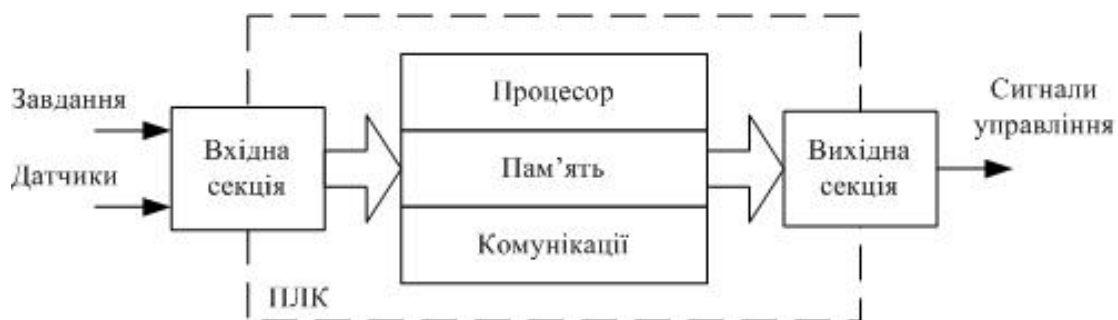 Завдання
Датчики
Вхідна
секція
Процесор
Пам’ять
Комунікації
Вихідна
секція
Сигнали
управління
ПЛК